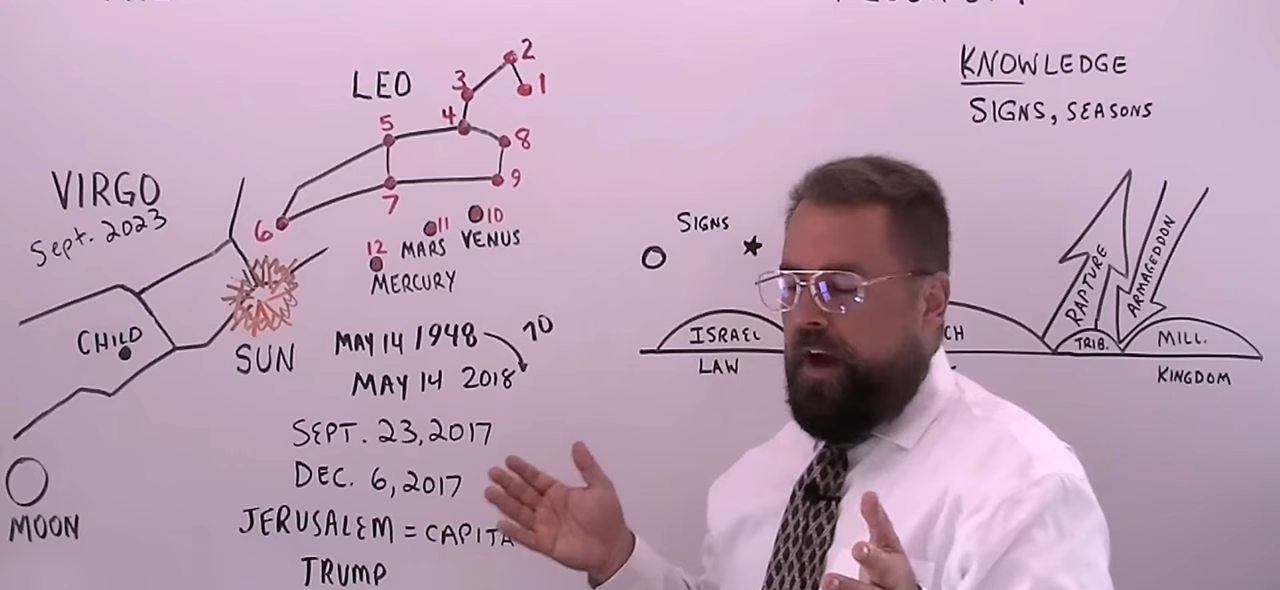 LEO
2
1
3
4
5
8
7
9
6
VIRGO
Sept. 2023
10
11
12
MARS
VENUS
MERCURY
CHILD
SUN
MOON
MAY 14 1948
70
MAY 14 2018
SEPT. 23, 2017
DEC. 6, 2017
JERUSALEM = CAPITA
TRUMP
KNOWLEDGE
SIGNS, SEASONS
SIGNS
ISRAEL
LAW
CH
RAPTURE
ARMAGEDDON
TRIB.
MILL.
KINGDOM